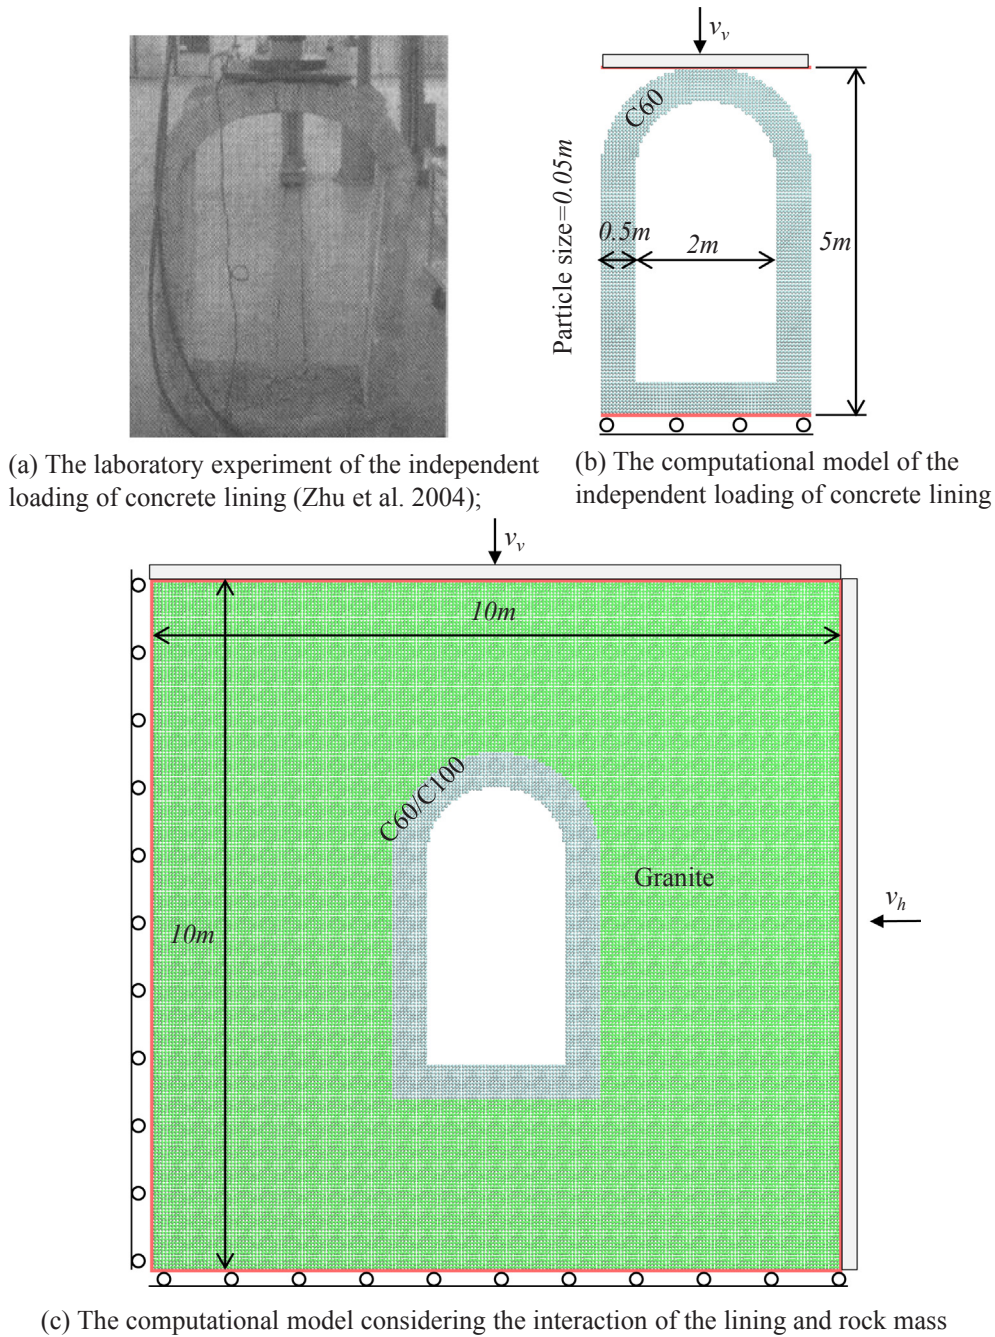 v_v
C60
Particle size=0.05m
0.5m
2m
5m
(a) The laboratory experiment of the independent
loading of concrete lining (Zhu et al. 2004);
(b) The computational model of the
independent loading of concrete lining
v_v
10m
C60/C100
Granite
v_h
10m
(c) The computational model considering the interaction of the lining and rock mass